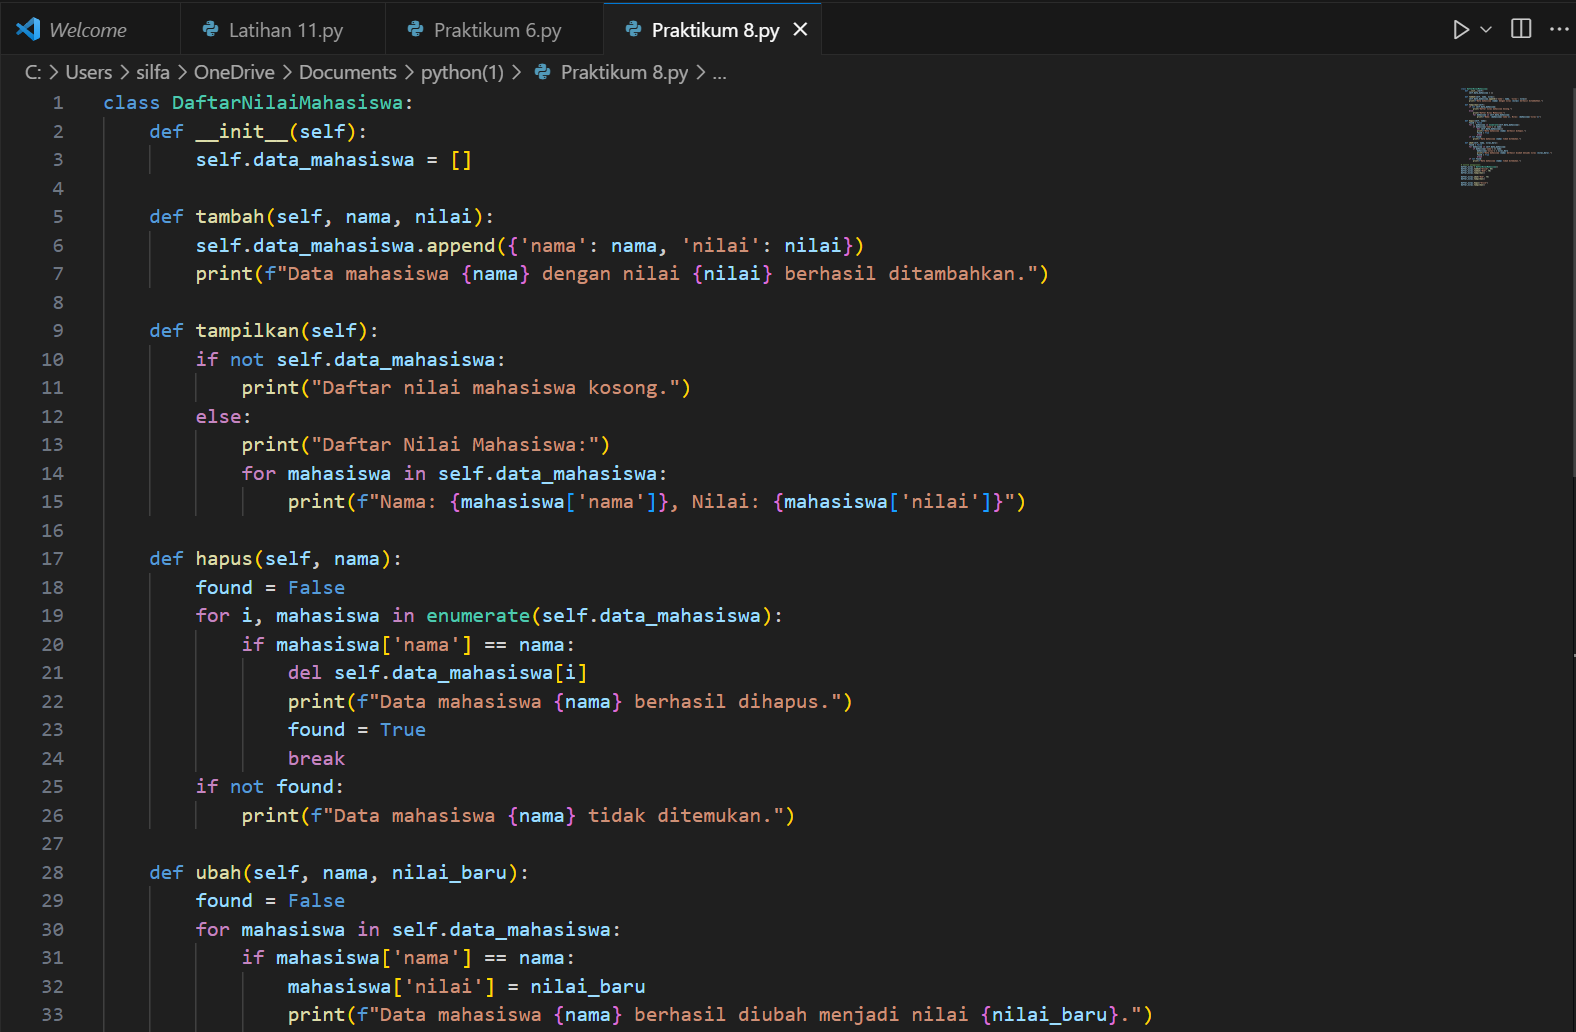 Welcome Latihan 11.py Praktikum 6.py Praktikum 8.py
C: > Users > silfa > OneDrive > Documents > python(1) > Praktikum 8.py > ...
1 class DaftarNilaiMahasiswa:
2     def __init__(self):
3         self.data_mahasiswa = []
4
5     def tambah(self, nama, nilai):
6         self.data_mahasiswa.append({'nama': nama, 'nilai': nilai})
7         print(f"Data mahasiswa {nama} dengan nilai {nilai} berhasil ditambahkan.")
8
9     def tampilkan(self):
10         if not self.data_mahasiswa:
11             print("Daftar nilai mahasiswa kosong.")
12         else:
13             print("Daftar Nilai Mahasiswa:")
14             for mahasiswa in self.data_mahasiswa:
15                 print(f"Nama: {mahasiswa['nama']}, Nilai: {mahasiswa['nilai']}")
16
17     def hapus(self, nama):
18         found = False
19         for i, mahasiswa in enumerate(self.data_mahasiswa):
20             if mahasiswa['nama'] == nama:
21                 del self.data_mahasiswa[i]
22                 print(f"Data mahasiswa {nama} berhasil dihapus.")
23                 found = True
24                 break
25         if not found:
26             print(f"Data mahasiswa {nama} tidak ditemukan.")
27
28     def ubah(self, nama, nilai_baru):
29         found = False
30         for mahasiswa in self.data_mahasiswa:
31             if mahasiswa['nama'] == nama:
32                 mahasiswa['nilai'] = nilai_baru
33                 print(f"Data mahasiswa {nama} berhasil diubah menjadi nilai {nilai_baru}.")